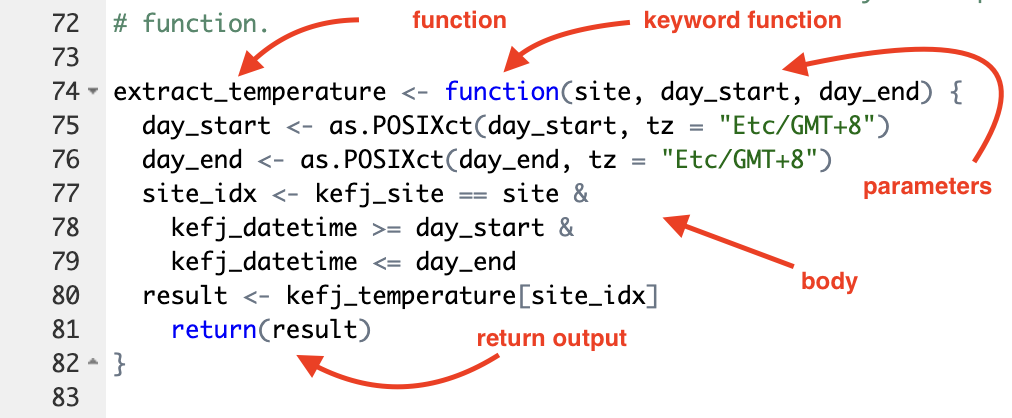 72 # function.
function
keyword function
73
74 extract_temperature <- function(site, day_start, day_end) {
75 day_start <- as.POSIXct(day_start, tz = "Etc/GMT+8")
76 day_end <- as.POSIXct(day_end, tz = "Etc/GMT+8")
parameters
77 site_idx <- kefj_site == site &
78 kefj_datetime >= day_start &
79 kefj_datetime <= day_end
body
80 result <- kefj_temperature[site_idx]
81 return(result)
return output
82 }
83